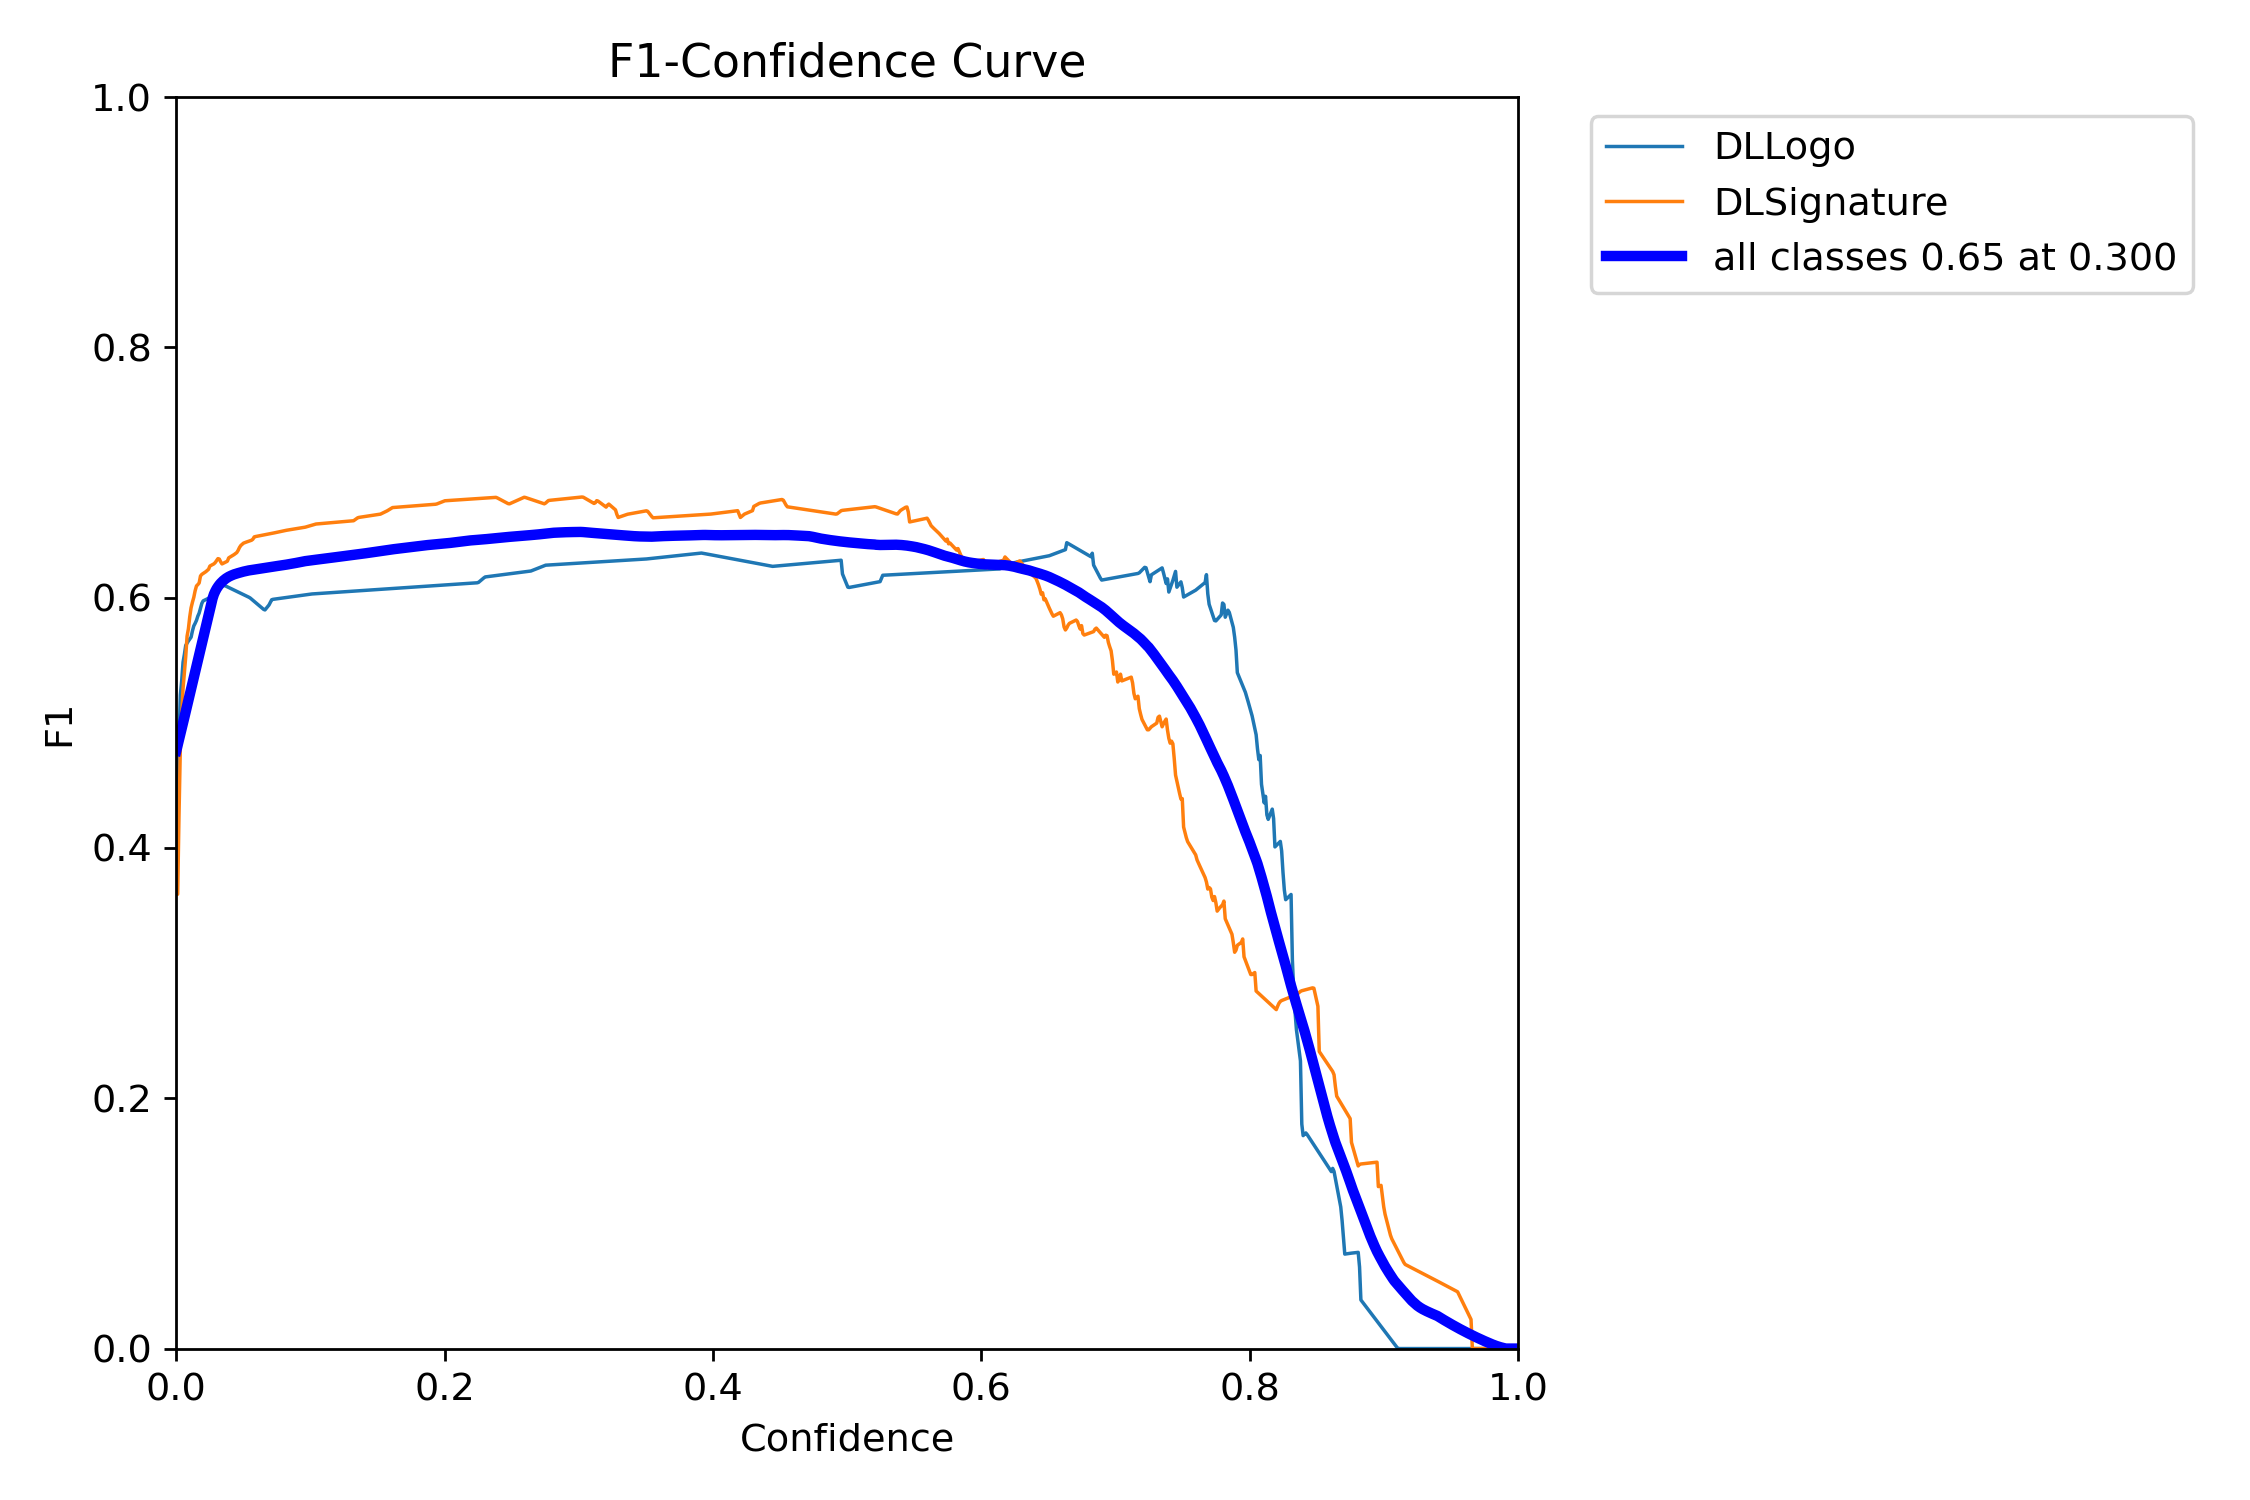 F1-Confidence Curve
1.0
0.8
0.6
0.4
0.2
0.0
F1
0.0 0.2 0.4 0.6 0.8 1.0
Confidence
DLLogo
DLSignature
all classes 0.65 at 0.300